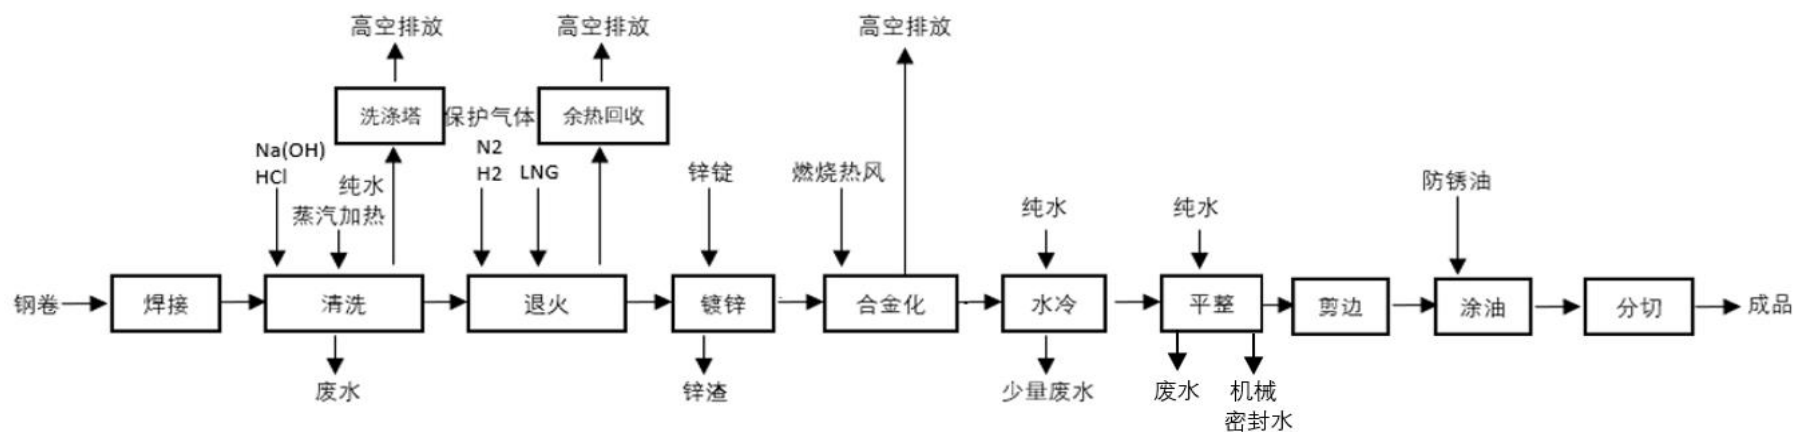 高空排放
高空排放
高空排放
洗涤塔
保护气体
余热回收
Na(OH)
HCl
纯水
蒸汽加热
N2
H2
LNG
锌锭
燃烧热风
纯水
纯水
防锈油
钢卷
焊接
清洗
退火
镀锌
合金化
水冷
平整
剪边
涂油
分切
成品
废水
锌渣
少量废水
废水
机械
密封水